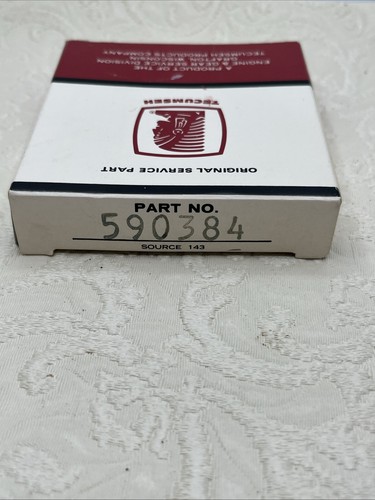 A PRODUCT OF THE
ENGINE & GEAR SERVICE DIVISION
GRAFTON, WISCONSIN
TECUMSEH PRODUCTS COMPANY
TECUMSEH
ORIGINAL SERVICE PART
PART NO.
590384
SOURCE 143